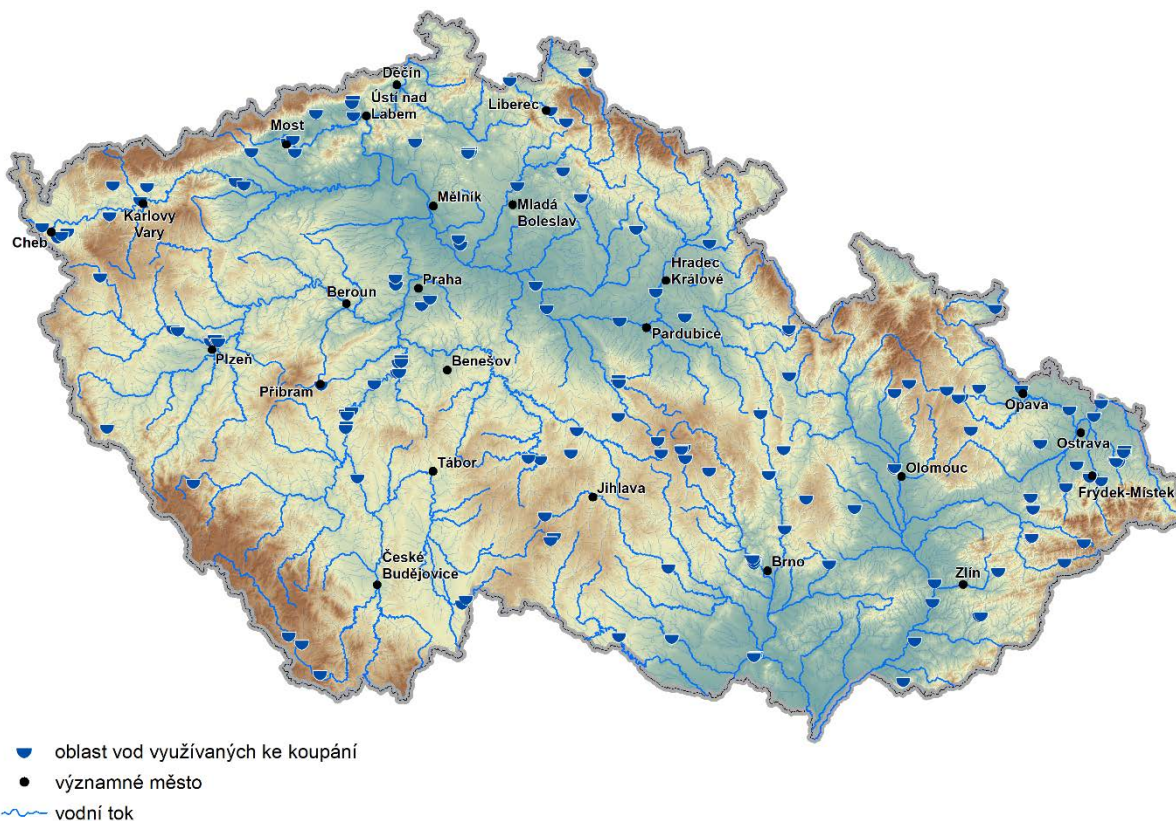 Děčín
Ústí nad
Labem
Liberec
Most
Mělník
Mladá
Boleslav
Karlovy
Vary
Cheb
Hradec
Králové
Praha
Beroun
Pardubice
Plzeň
Benešov
Příbram
Opava
Ostrava
Tábor
Olomouc
Frýdek-Místek
Jihlava
České
Budějovice
Brno
Zlín
oblast vod využívaných ke koupání
významné město
vodní tok